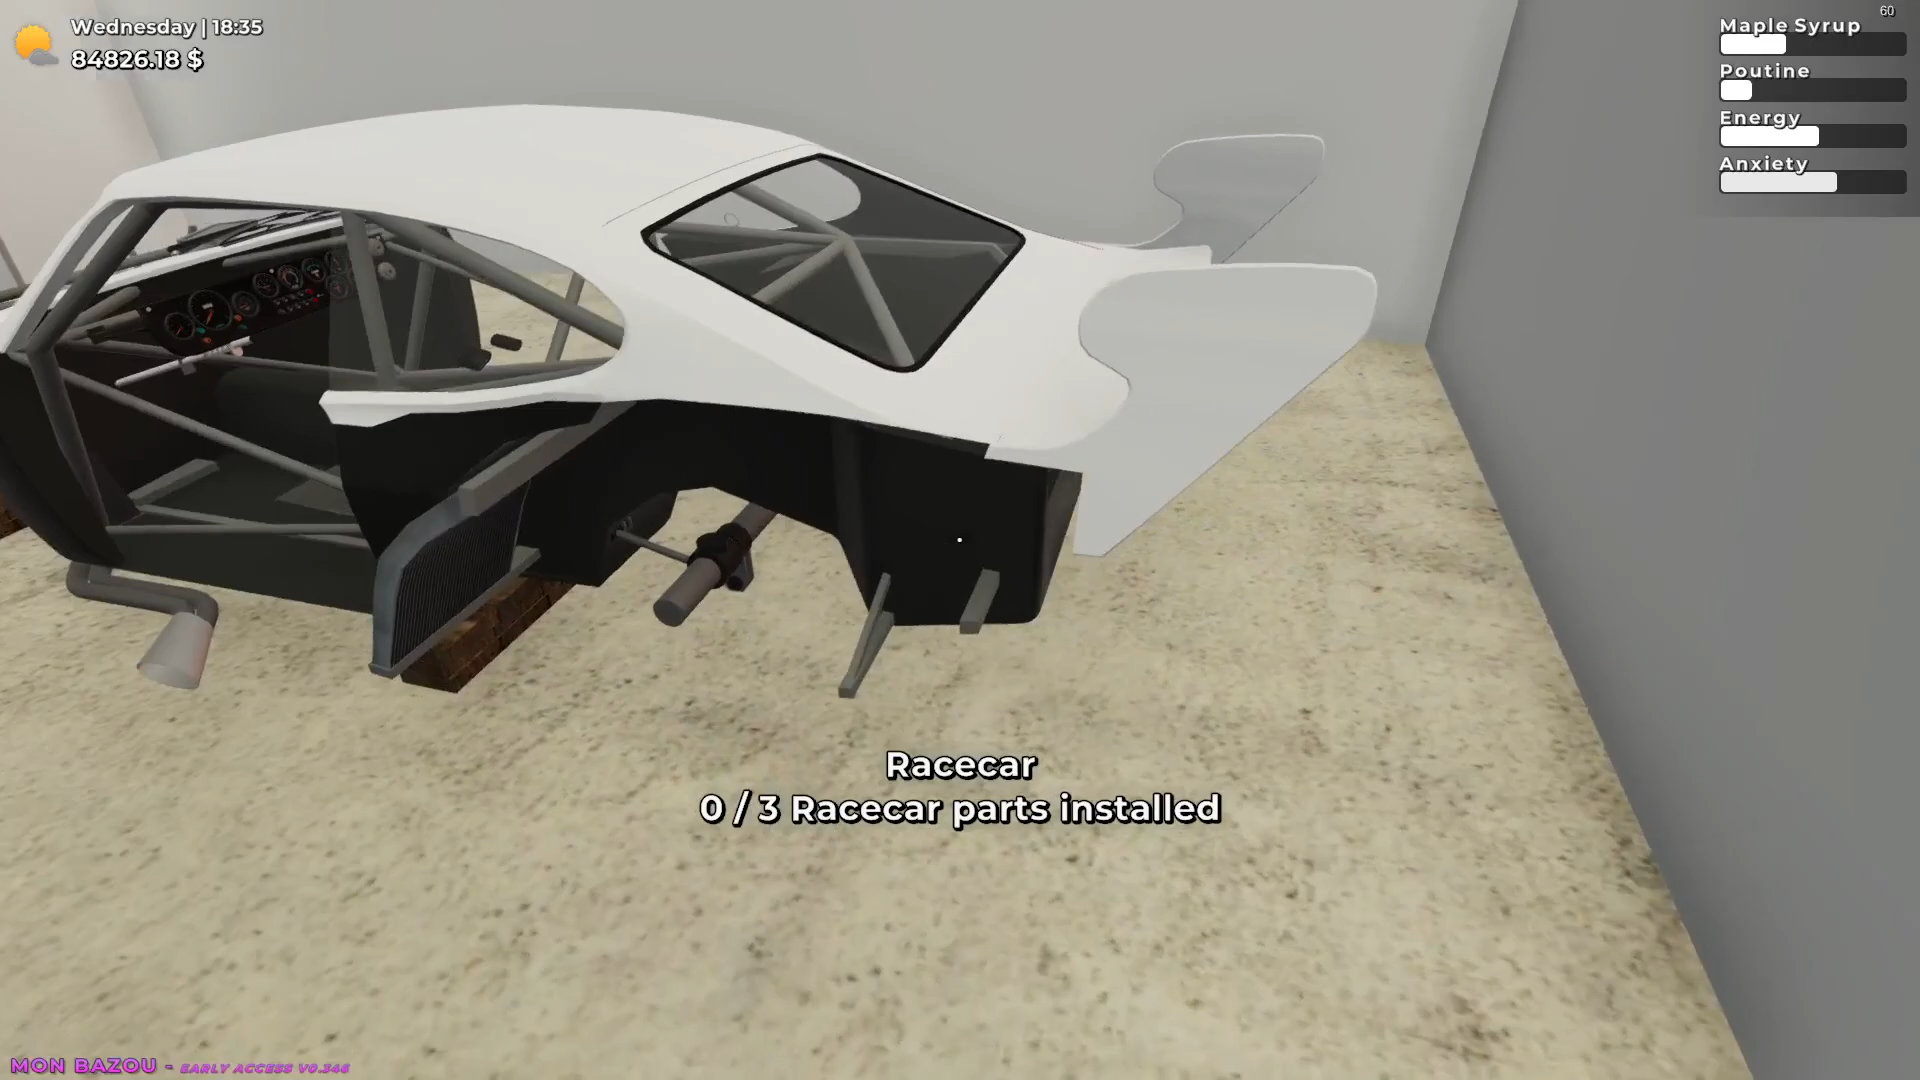 Wednesday | 18:35
84826.18 $
60
Maple Syrup
Poutine
Energy
Anxiety
Racecar
0 / 3 Racecar parts installed
MON BAZOU - EARLY ACCESS V0.346